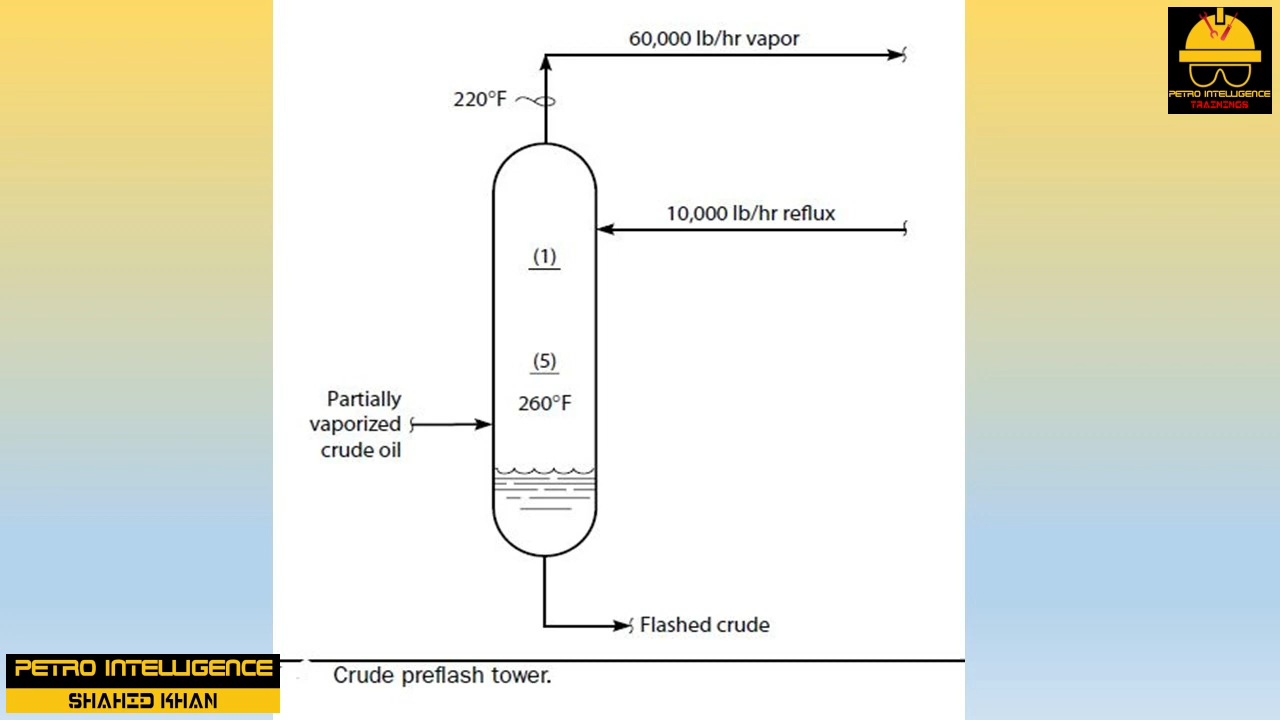 60,000 lb/hr vapor
220°F
10,000 lb/hr reflux
(1)
(5)
260°F
Partially
vaporized
crude oil
Flashed crude
Crude preflash tower.
PETRO INTELLIGENCE
TRAININGS
PETRO INTELLIGENCE
SHAHID KHAN